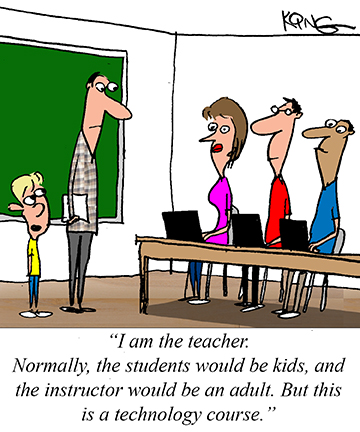 “I am the teacher.
Normally, the students would be kids, and
the instructor would be an adult. But this
is a technology course.”